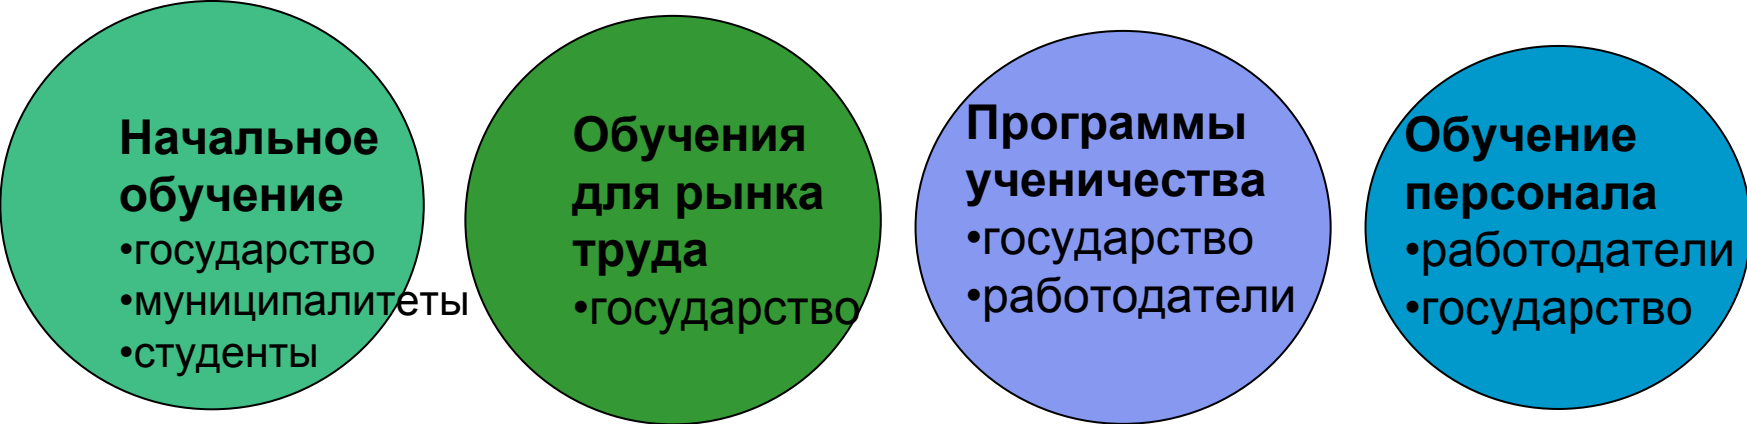 Начальное
обучение
•государство
•муниципалитеты
•студенты
Обучения
для рынка
труда
•государство
Программы
ученичества
•государство
•работодатели
Обучение
персонала
•работодатели
•государство